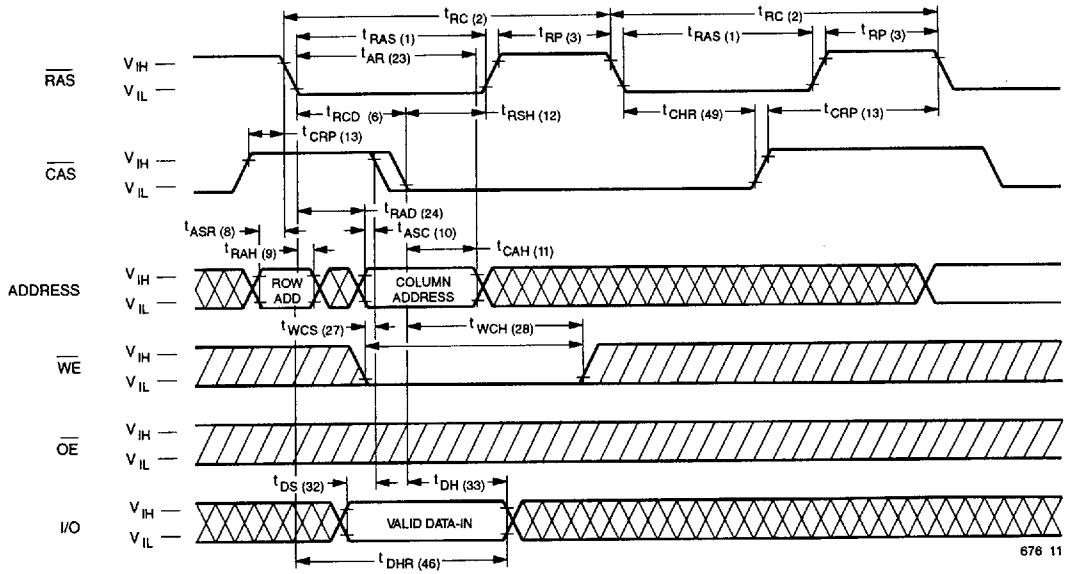 tRC (2) tRC (2)
tRAS (1) tRP (3) tRAS (1) tRP (3)
tAR (23)
RAS VIH
VIL
tRCD (6) tRSH (12) tCHR (49) tCRP (13)
tCRP (13)
CAS VIH
VIL
tRAD (24)
tASR (8) tASC (10)
tRAH (9) tCAH (11)
ADDRESS VIH ROW ADD COLUMN ADDRESS
VIL
tWCS (27) tWCH (28)
WE VIH
VIL
OE VIH
VIL
tDS (32) tDH (33)
I/O VIH VALID DATA-IN
VIL
tDHR (46)
676 11